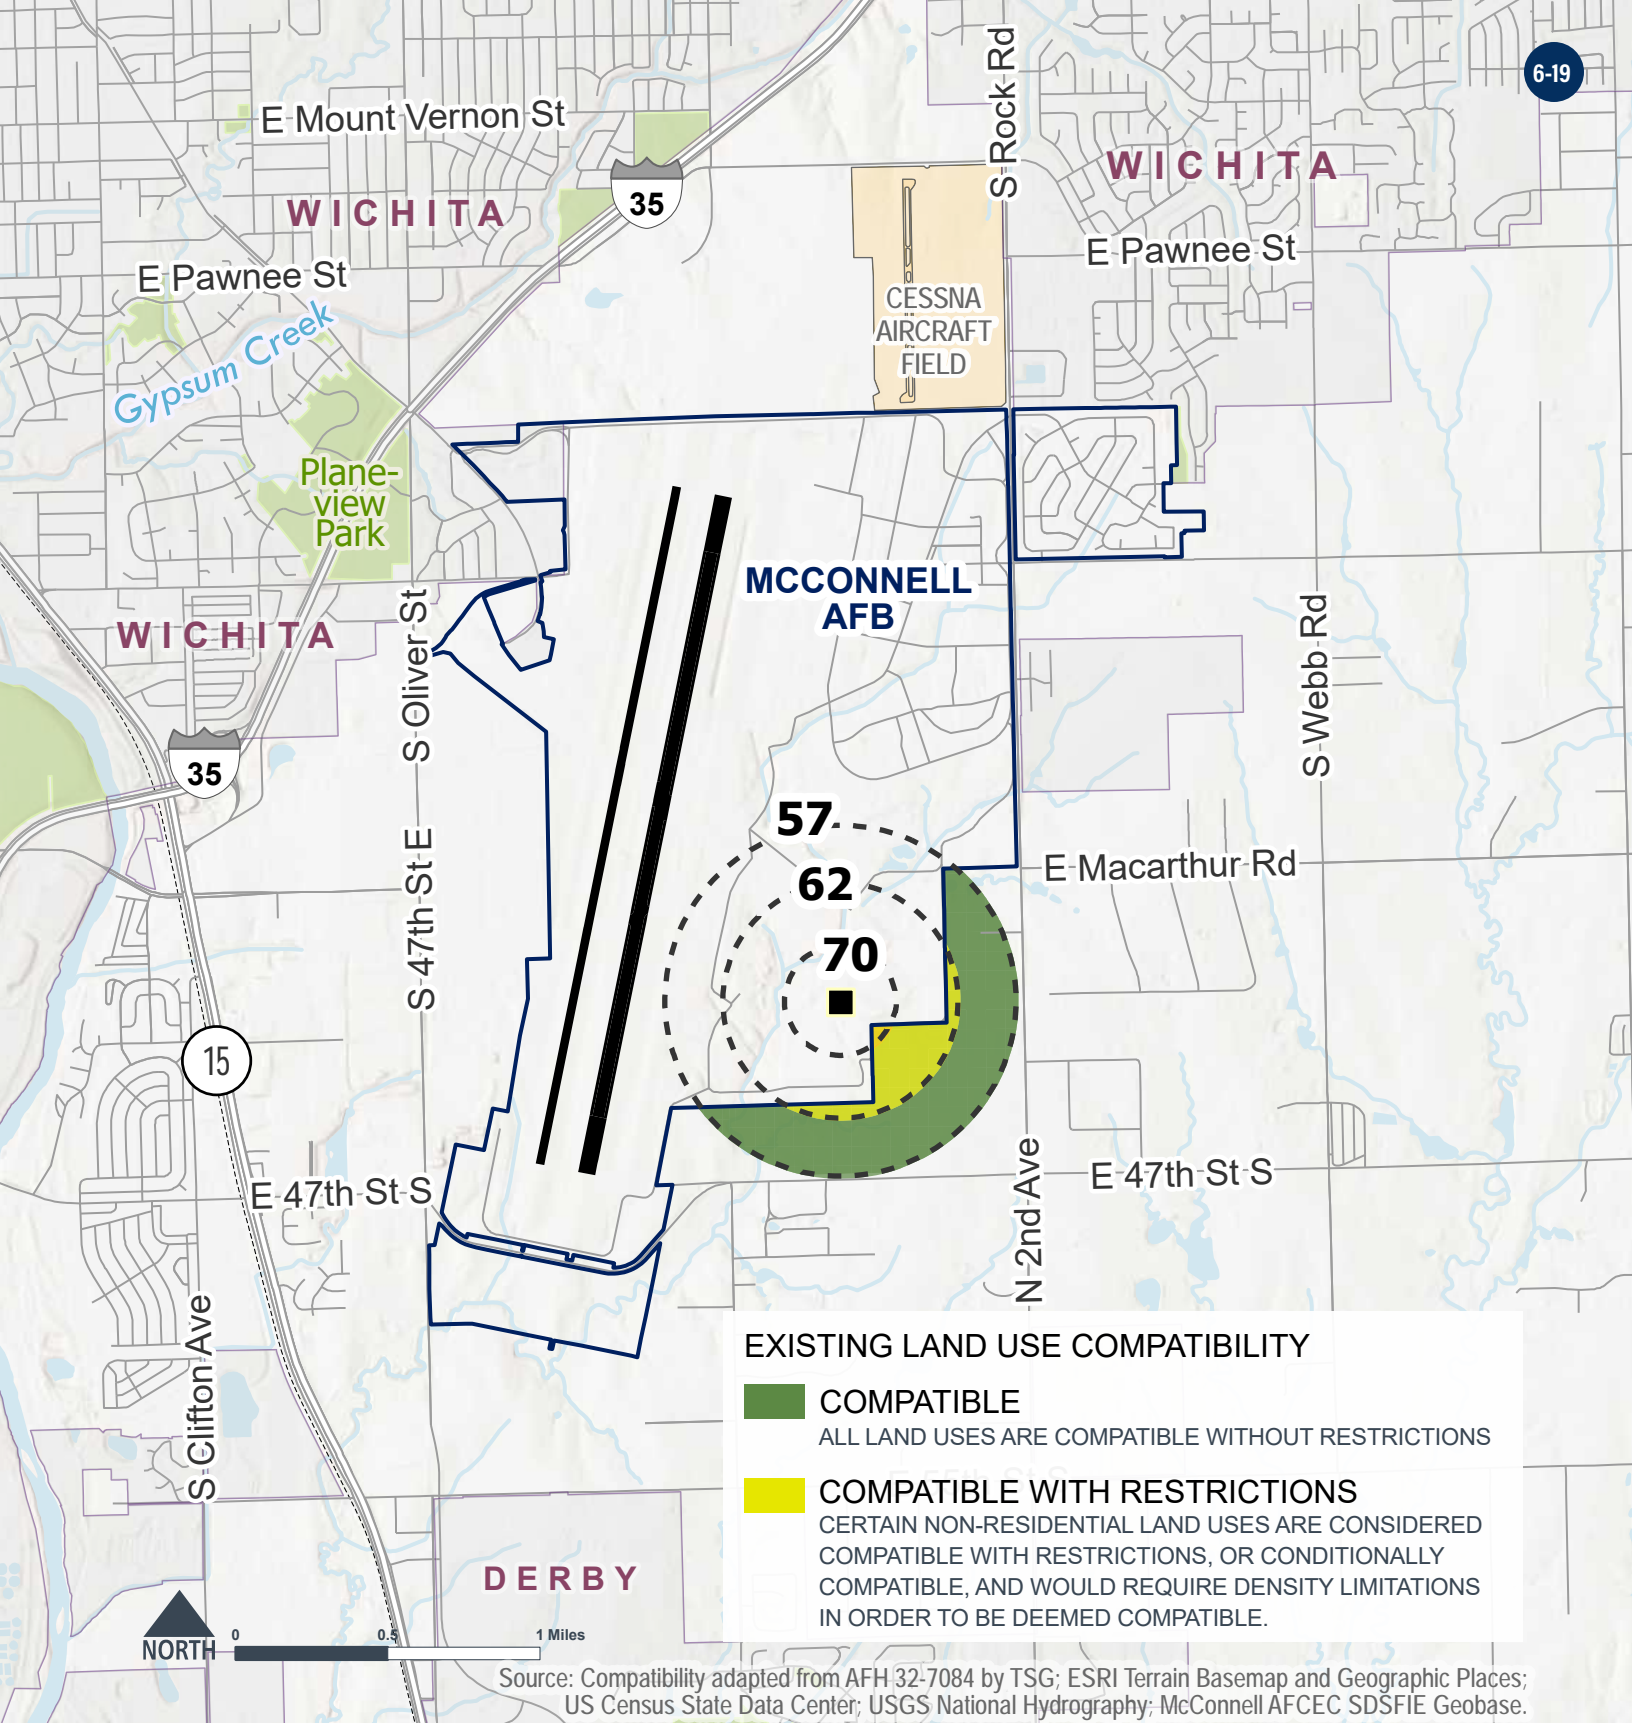 6-19
E Mount Vernon St
S Rock Rd
WICHITA
35
WICHITA
E Pawnee St
E Pawnee St
Gypsum Creek
CESSNA
AIRCRAFT
FIELD
Plane-
view
Park
MCCONNELL
AFB
WICHITA
S Oliver St
S Webb Rd
35
57
62
70
E Macarthur Rd
S 47th St E
15
E 47th St S
E 47th St S
N 2nd Ave
S Clifton Ave
EXISTING LAND USE COMPATIBILITY
COMPATIBLE
ALL LAND USES ARE COMPATIBLE WITHOUT RESTRICTIONS
COMPATIBLE WITH RESTRICTIONS
CERTAIN NON-RESIDENTIAL LAND USES ARE CONSIDERED
COMPATIBLE WITH RESTRICTIONS, OR CONDITIONALLY
COMPATIBLE, AND WOULD REQUIRE DENSITY LIMITATIONS
IN ORDER TO BE DEEMED COMPATIBLE.
DERBY
NORTH
0 0.5 1 Miles
Source: Compatibility adapted from AFH 32-7084 by TSG; ESRI Terrain Basemap and Geographic Places;
US Census State Data Center; USGS National Hydrography; McConnell AFCEC SDSFIE Geobase.